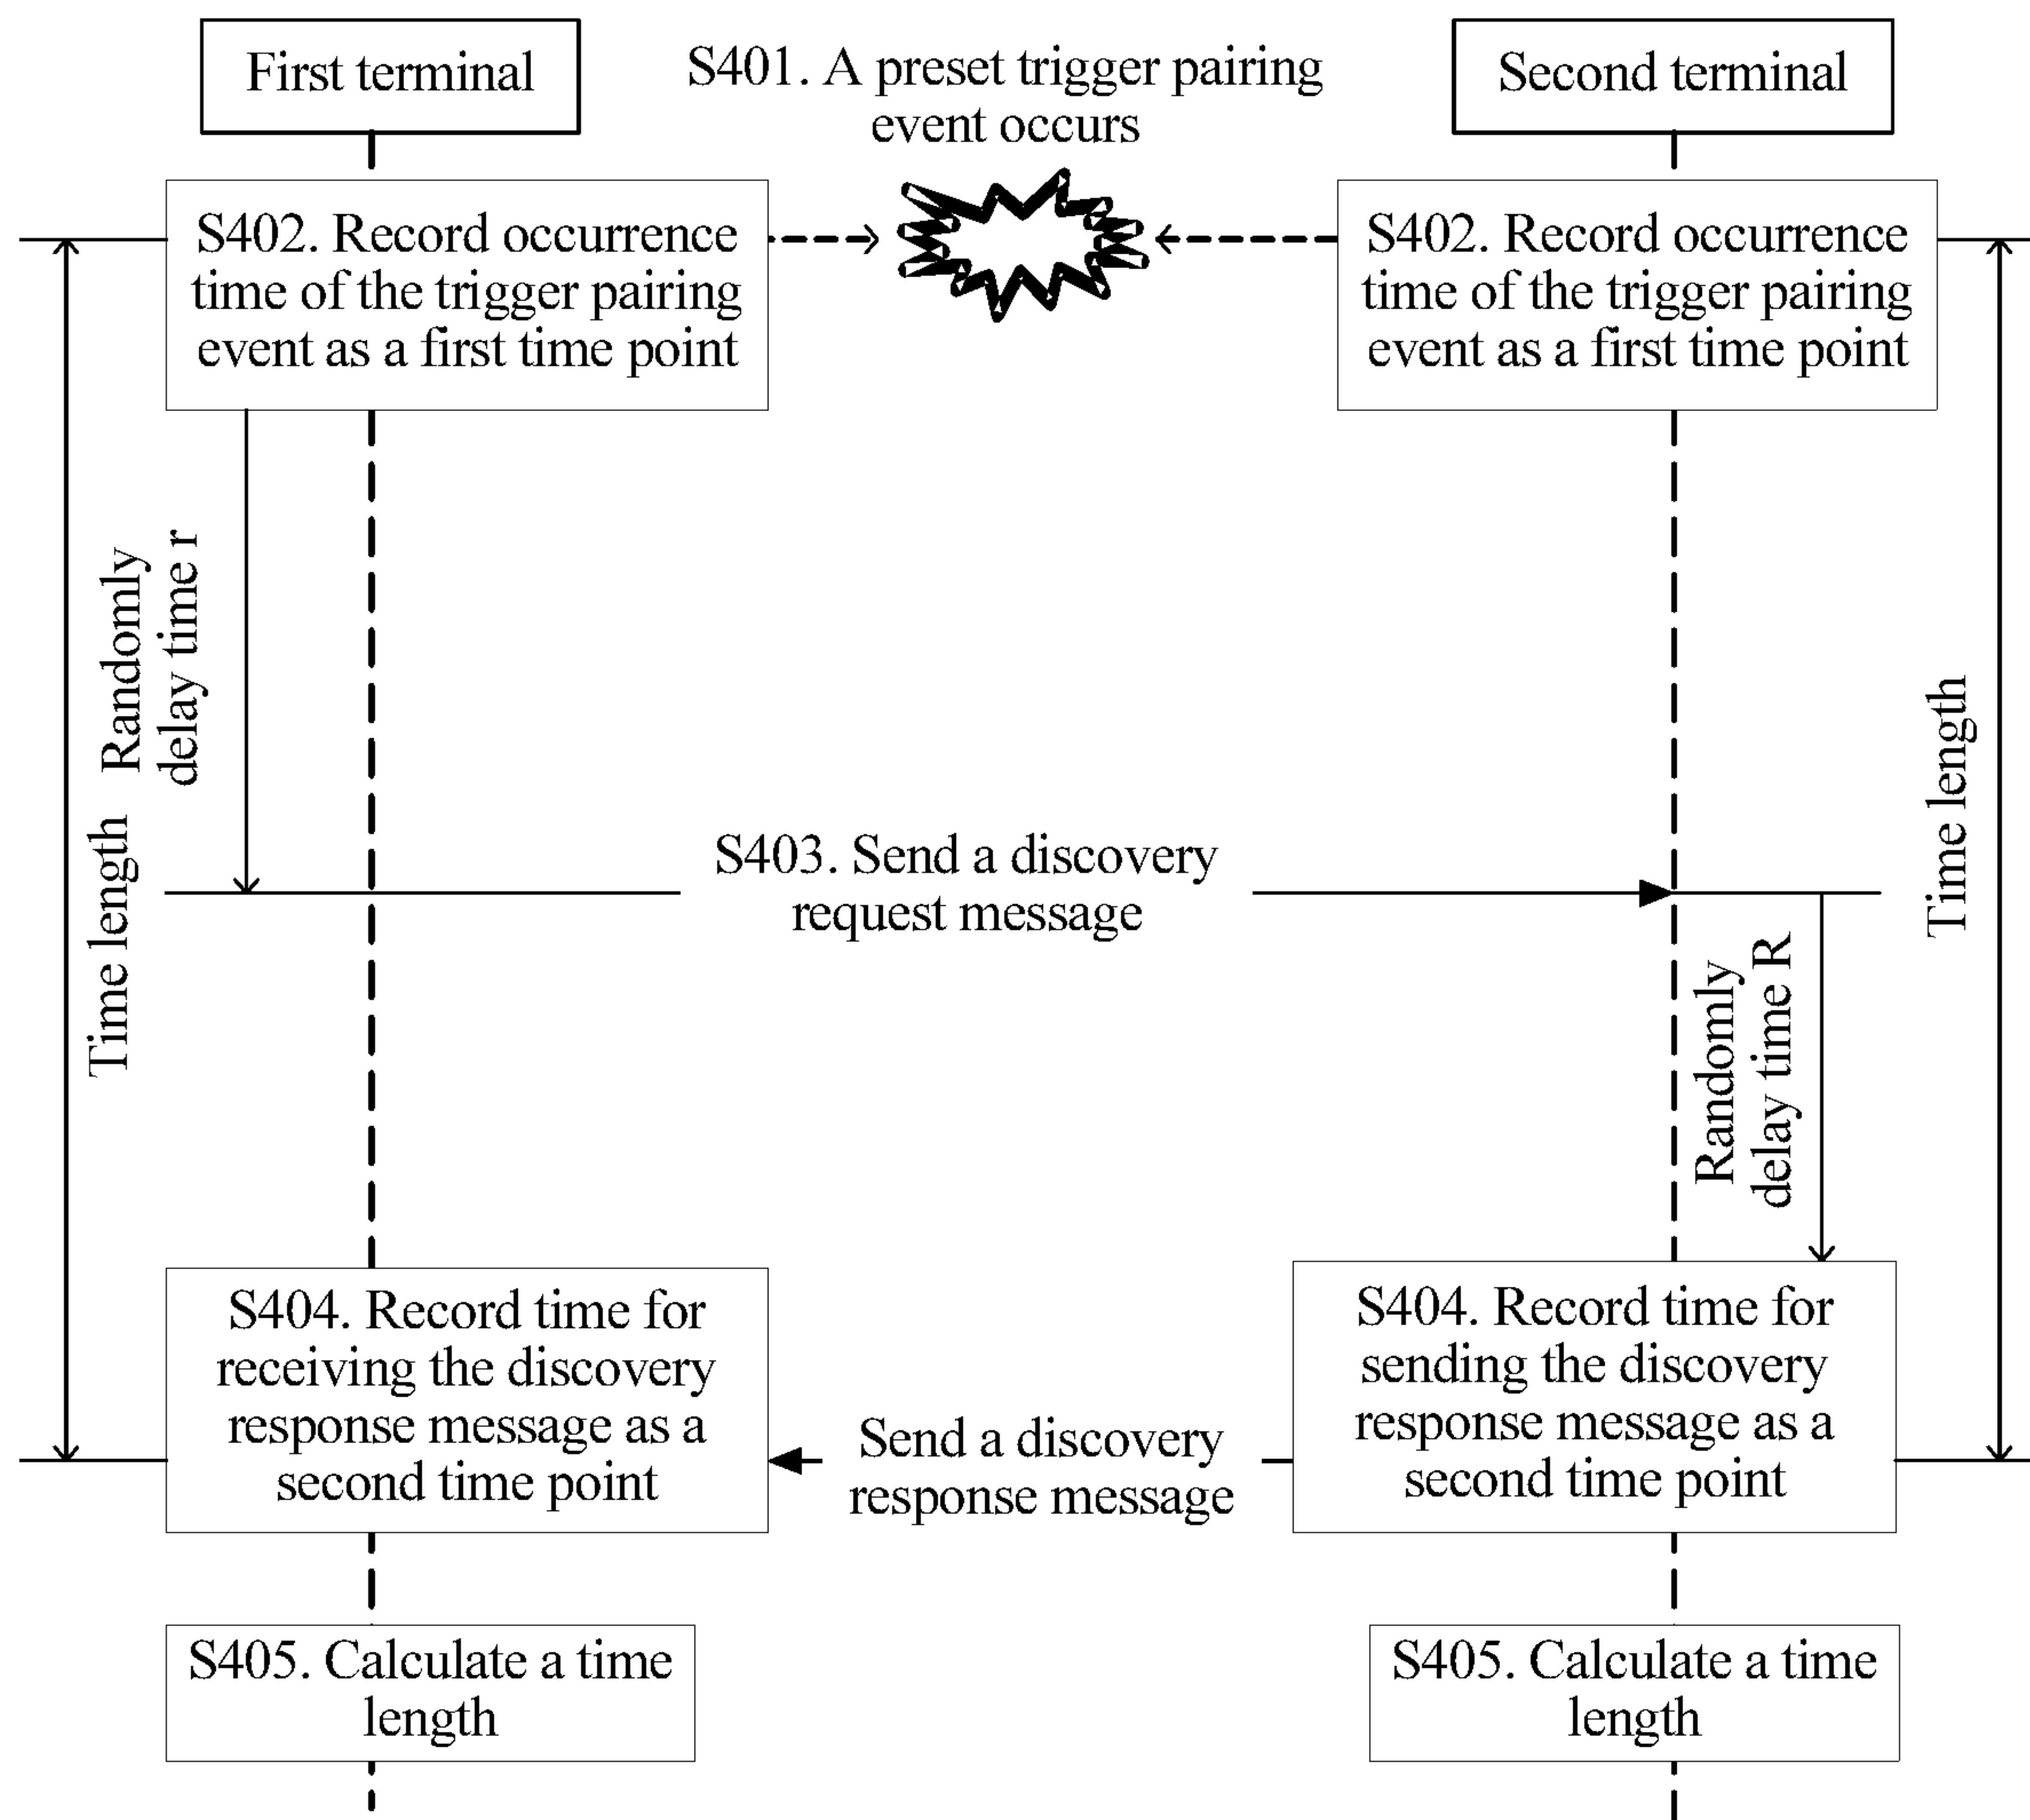 First terminal
S401. A preset trigger pairing
event occurs
Second terminal
S402. Record occurrence
time of the trigger pairing
event as a first time point
S402. Record occurrence
time of the trigger pairing
event as a first time point
Randomly
delay time r
Time length
S403. Send a discovery
request message
Time length
Randomly
delay time R
S404. Record time for
receiving the discovery
response message as a
second time point
Send a discovery
response message
S404. Record time for
sending the discovery
response message as a
second time point
S405. Calculate a time
length
S405. Calculate a time
length